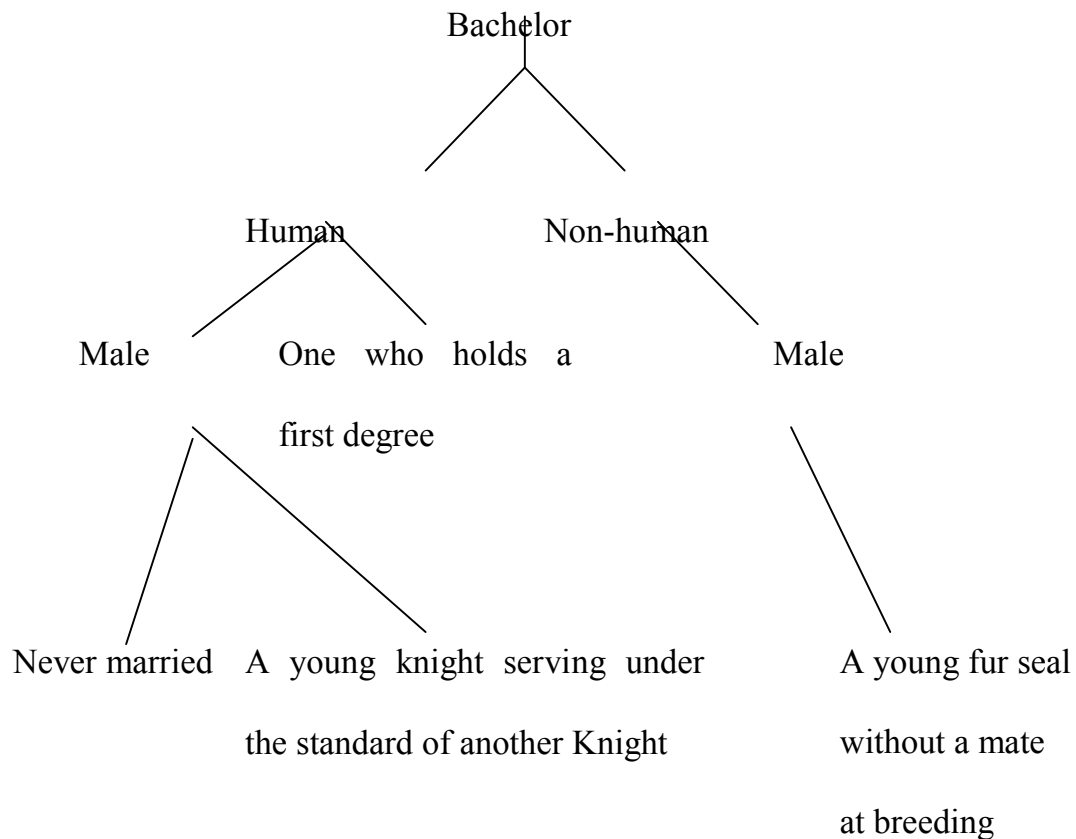 Bachelor
Human Non-human
Male One who holds a Male
first degree
Never married A young knight serving under A young fur seal
the standard of another Knight without a mate
at breeding